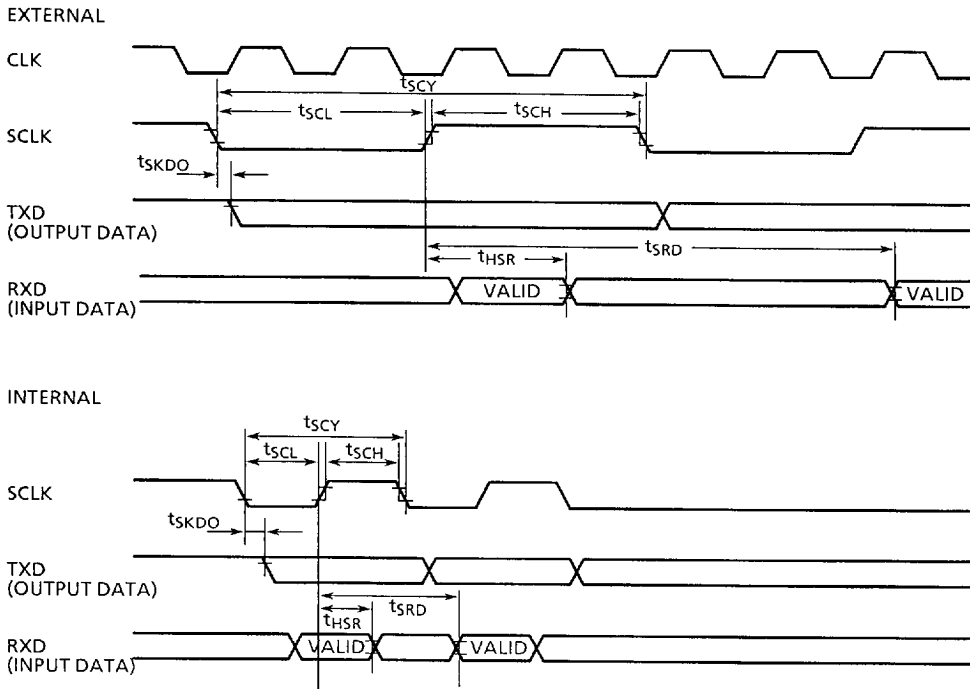 EXTERNAL
CLK
tSCY
tSCL
tSCH
SCLK
tSKDO
TXD
(OUTPUT DATA)
tSRD
tHSR
RXD
(INPUT DATA)
VALID
VALID
INTERNAL
tSCY
tSCL
tSCH
SCLK
tSKDO
TXD
(OUTPUT DATA)
tSRD
tHSR
RXD
(INPUT DATA)
VALID
VALID